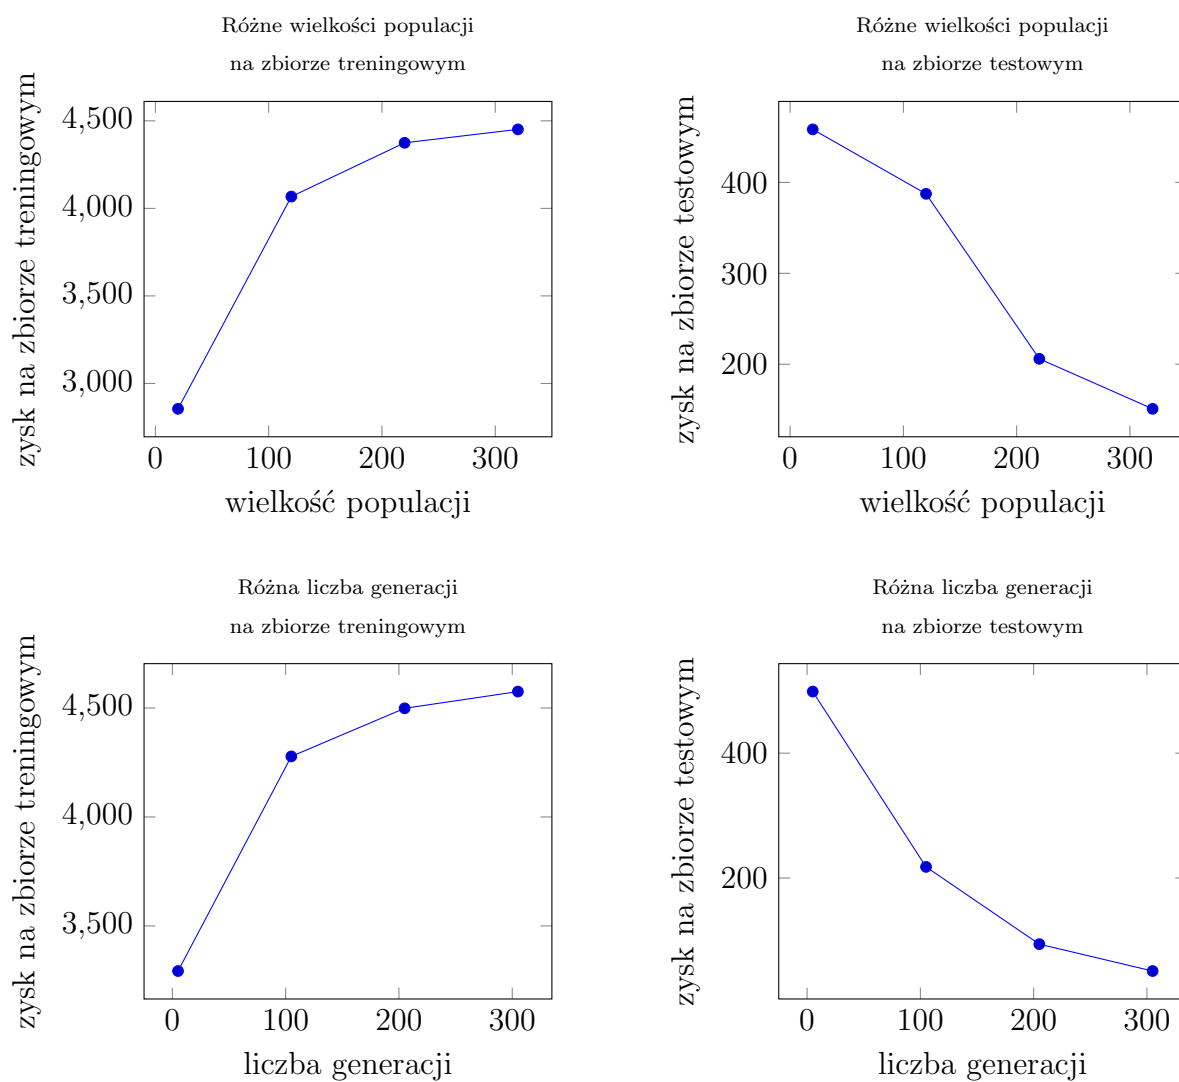 Różne wielkości populacji
na zbiorze treningowym
zysk na zbiorze treningowym
4,500
4,000
3,500
3,000
0 100 200 300
wielkość populacji
Różne wielkości populacji
na zbiorze testowym
zysk na zbiorze testowym
400
300
200
0 100 200 300
wielkość populacji
Różna liczba generacji
na zbiorze treningowym
zysk na zbiorze treningowym
4,500
4,000
3,500
0 100 200 300
liczba generacji
Różna liczba generacji
na zbiorze testowym
zysk na zbiorze testowym
400
200
0 100 200 300
liczba generacji